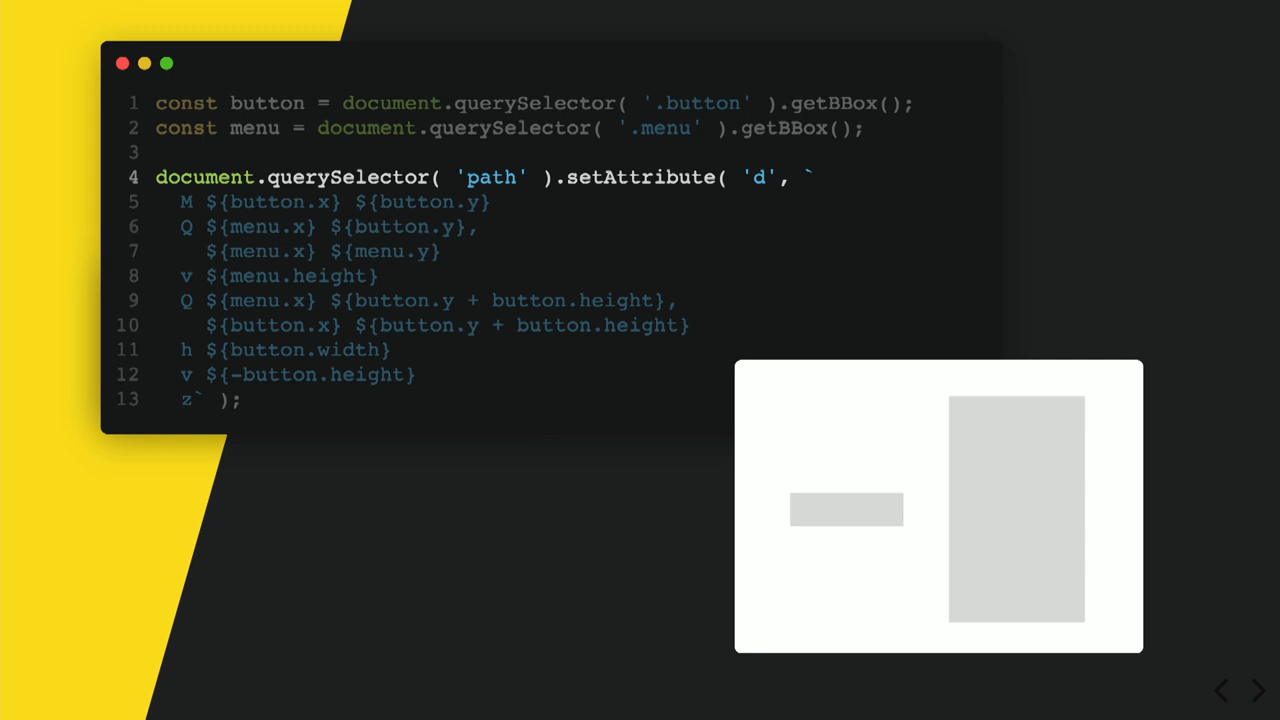 1 const button = document.querySelector( '.button' ).getBBox();
2 const menu = document.querySelector( '.menu' ).getBBox();
3
4 document.querySelector( 'path' ).setAttribute( 'd', `
5   M ${button.x} ${button.y}
6   Q ${menu.x} ${button.y},
7     ${menu.x} ${menu.y}
8   v ${menu.height}
9   Q ${menu.x} ${button.y + button.height},
10     ${button.x} ${button.y + button.height}
11   h ${button.width}
12   v ${-button.height}
13   z` );